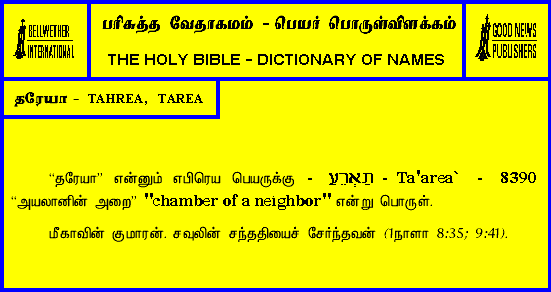 BELLWETHER
INTERNATIONAL
பரிசுத்த வேதாகமம் - பெயர் பொருள்விளக்கம்
THE HOLY BIBLE - DICTIONARY OF NAMES
GOOD NEWS
PUBLISHERS
தரேயா - TAHREA, TAREA
“தரேயா” என்னும் எபிரெய பெயருக்கு - תַּאְרֵעַ - Ta'area` - 8390
“அயலானின் அறை” "chamber of a neighbor" என்று பொருள்.
மீகாவின் குமாரன். சவுலின் சந்ததியைச் சேர்ந்தவன் (1நாளா 8:35; 9:41).